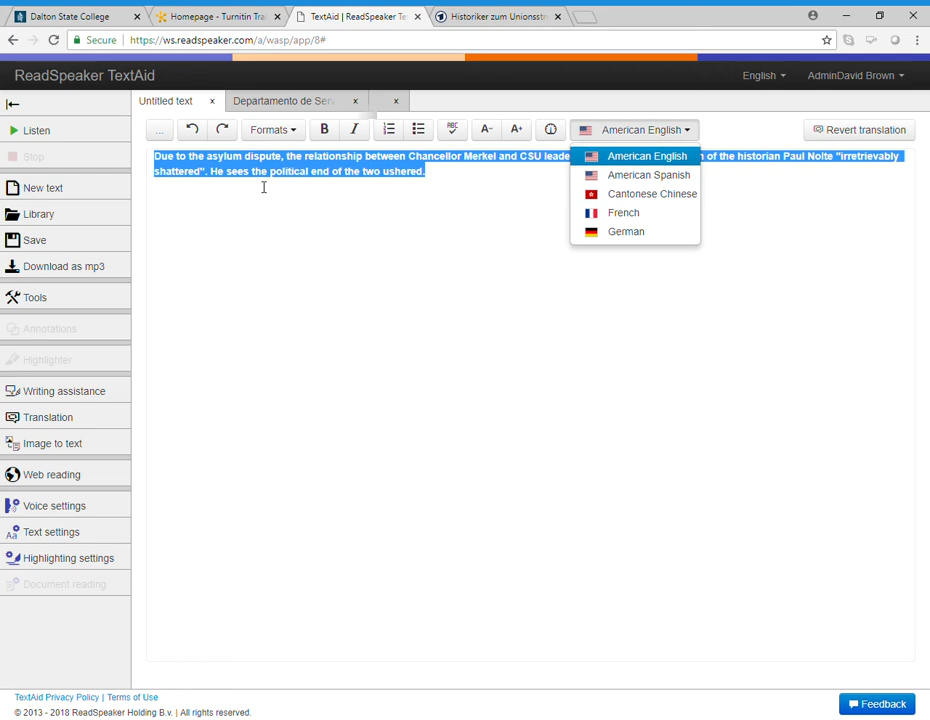 Dalton State College
Homepage - Turnitin Tra
TextAid | ReadSpeaker Te
Historiker zum Unionsstr
Secure | https://ws.readspeaker.com/a/wasp/app/8#
ReadSpeaker TextAid
English
AdminDavid Brown
Untitled text x
Departamento de Serv x
x
Listen
... Formats B I ABC A- A+ American English Revert translation
Stop
Due to the asylum dispute, the relationship between Chancellor Merkel and CSU leade
n of the historian Paul Nolte "irretrievably
shattered". He sees the political end of the two ushered.
American English
American Spanish
Cantonese Chinese
French
German
New text
Library
Save
Download as mp3
Tools
Annotations
Highlighter
Writing assistance
Translation
Image to text
Web reading
Voice settings
Aa Text settings
Highlighting settings
Document reading
TextAid Privacy Policy | Terms of Use
© 2013 - 2018 ReadSpeaker Holding B.v. | All rights reserved.
Feedback